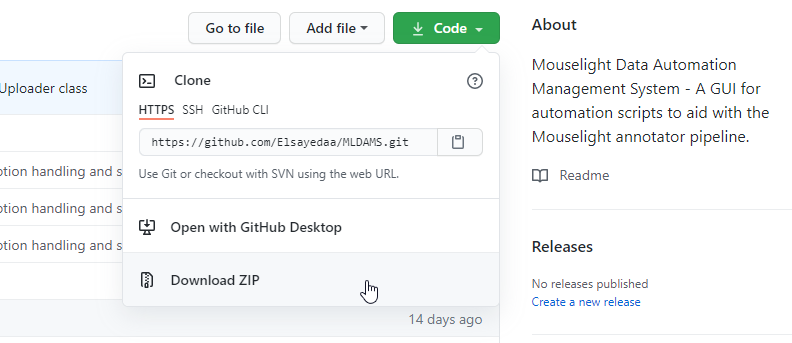 Go to file
Add file
Code
Uploader class
Clone
HTTPS SSH GitHub CLI
https://github.com/Elsayedaa/MLDAMS.git
Use Git or checkout with SVN using the web URL.
ption handling and s
ption handling and s
ption handling and s
Open with GitHub Desktop
Download ZIP
14 days ago
About
Mouselight Data Automation
Management System - A GUI for
automation scripts to aid with the
Mouselight annotator pipeline.
Readme
Releases
No releases published
Create a new release